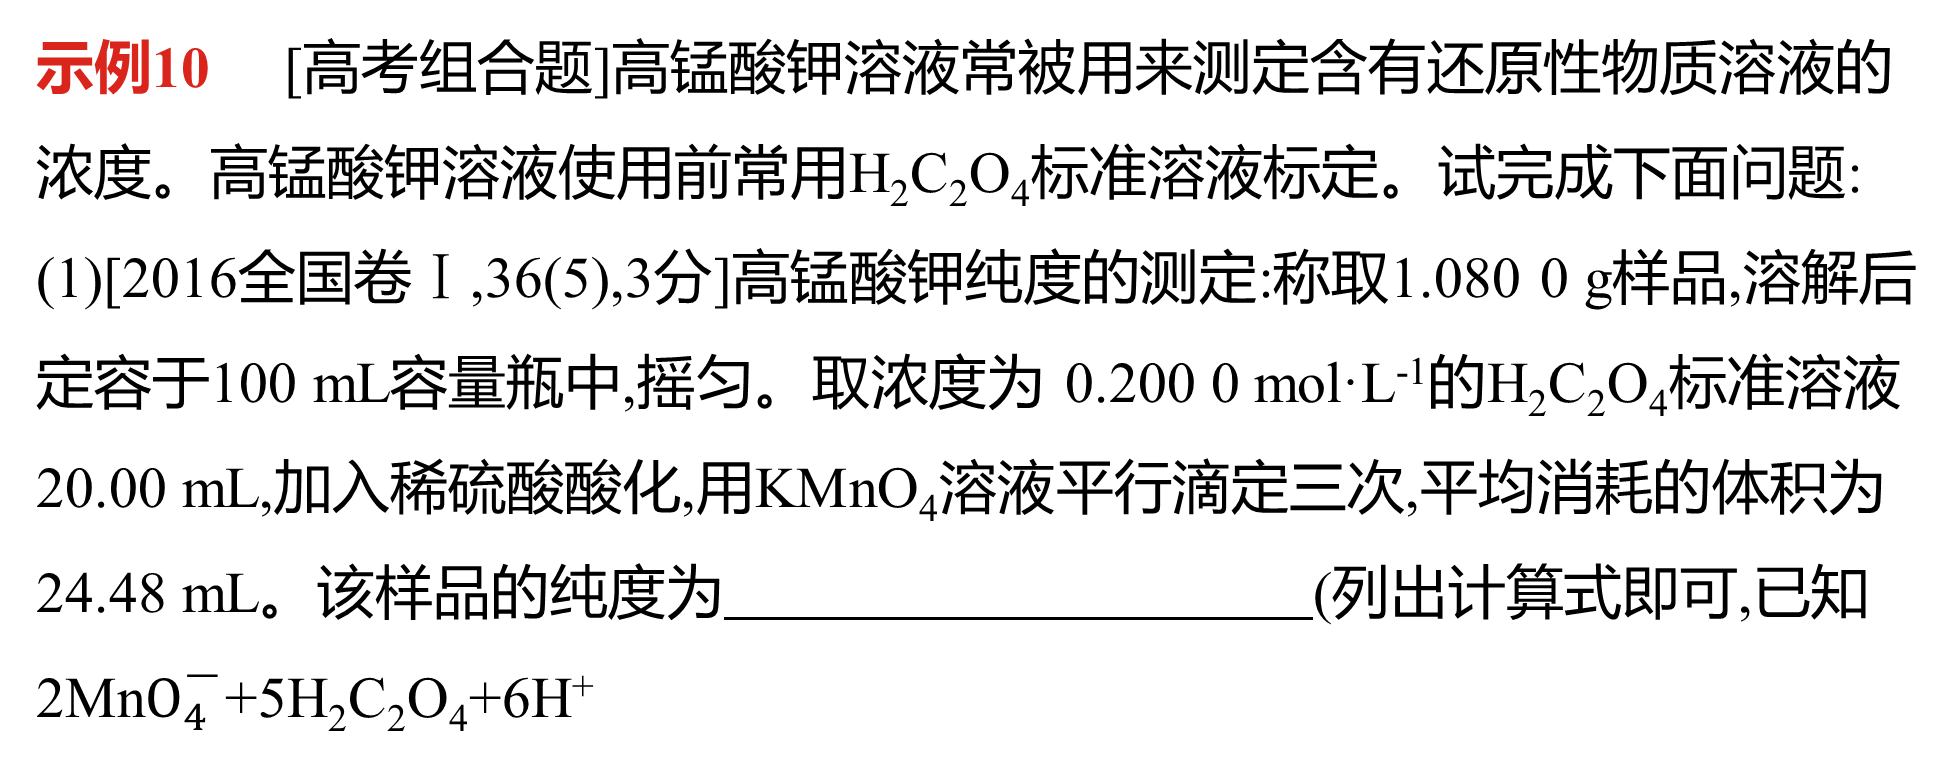 示例10 [高考组合题]高锰酸钾溶液常被用来测定含有还原性物质溶液的
浓度。高锰酸钾溶液使用前常用H₂C₂O₄标准溶液标定。试完成下面问题:
(1)[2016全国卷Ⅰ,36(5),3分]高锰酸钾纯度的测定:称取1.080 0 g样品,溶解后
定容于100 mL容量瓶中,摇匀。取浓度为 0.200 0 mol·L⁻¹的H₂C₂O₄标准溶液
20.00 mL,加入稀硫酸酸化,用KMnO₄溶液平行滴定三次,平均消耗的体积为
24.48 mL。该样品的纯度为____________________(列出计算式即可,已知
2MnO₄⁻+5H₂C₂O₄+6H⁺